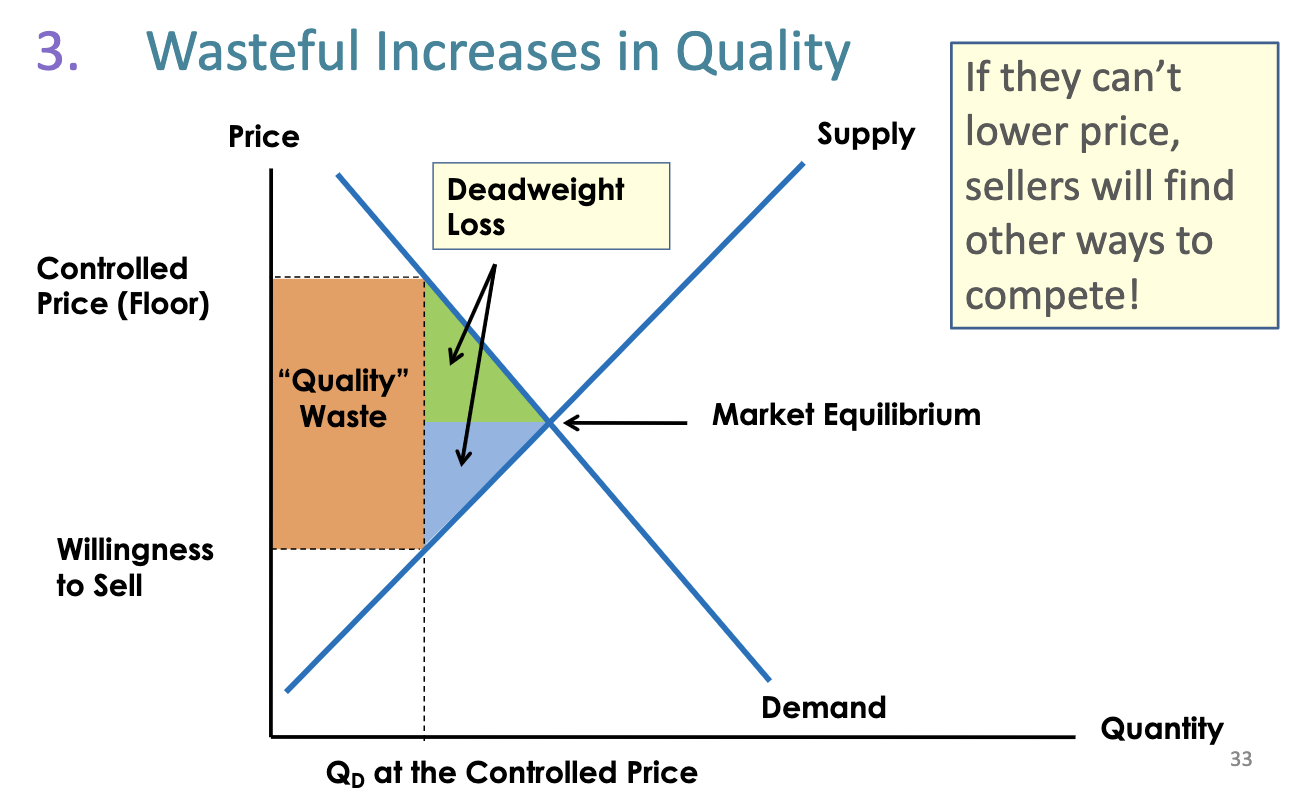 3. Wasteful Increases in Quality
If they can’t
lower price,
sellers will find
other ways to
compete!
Price
Supply
Deadweight
Loss
Controlled
Price (Floor)
“Quality”
Waste
Market Equilibrium
Willingness
to Sell
Demand
Quantity
33
QD at the Controlled Price